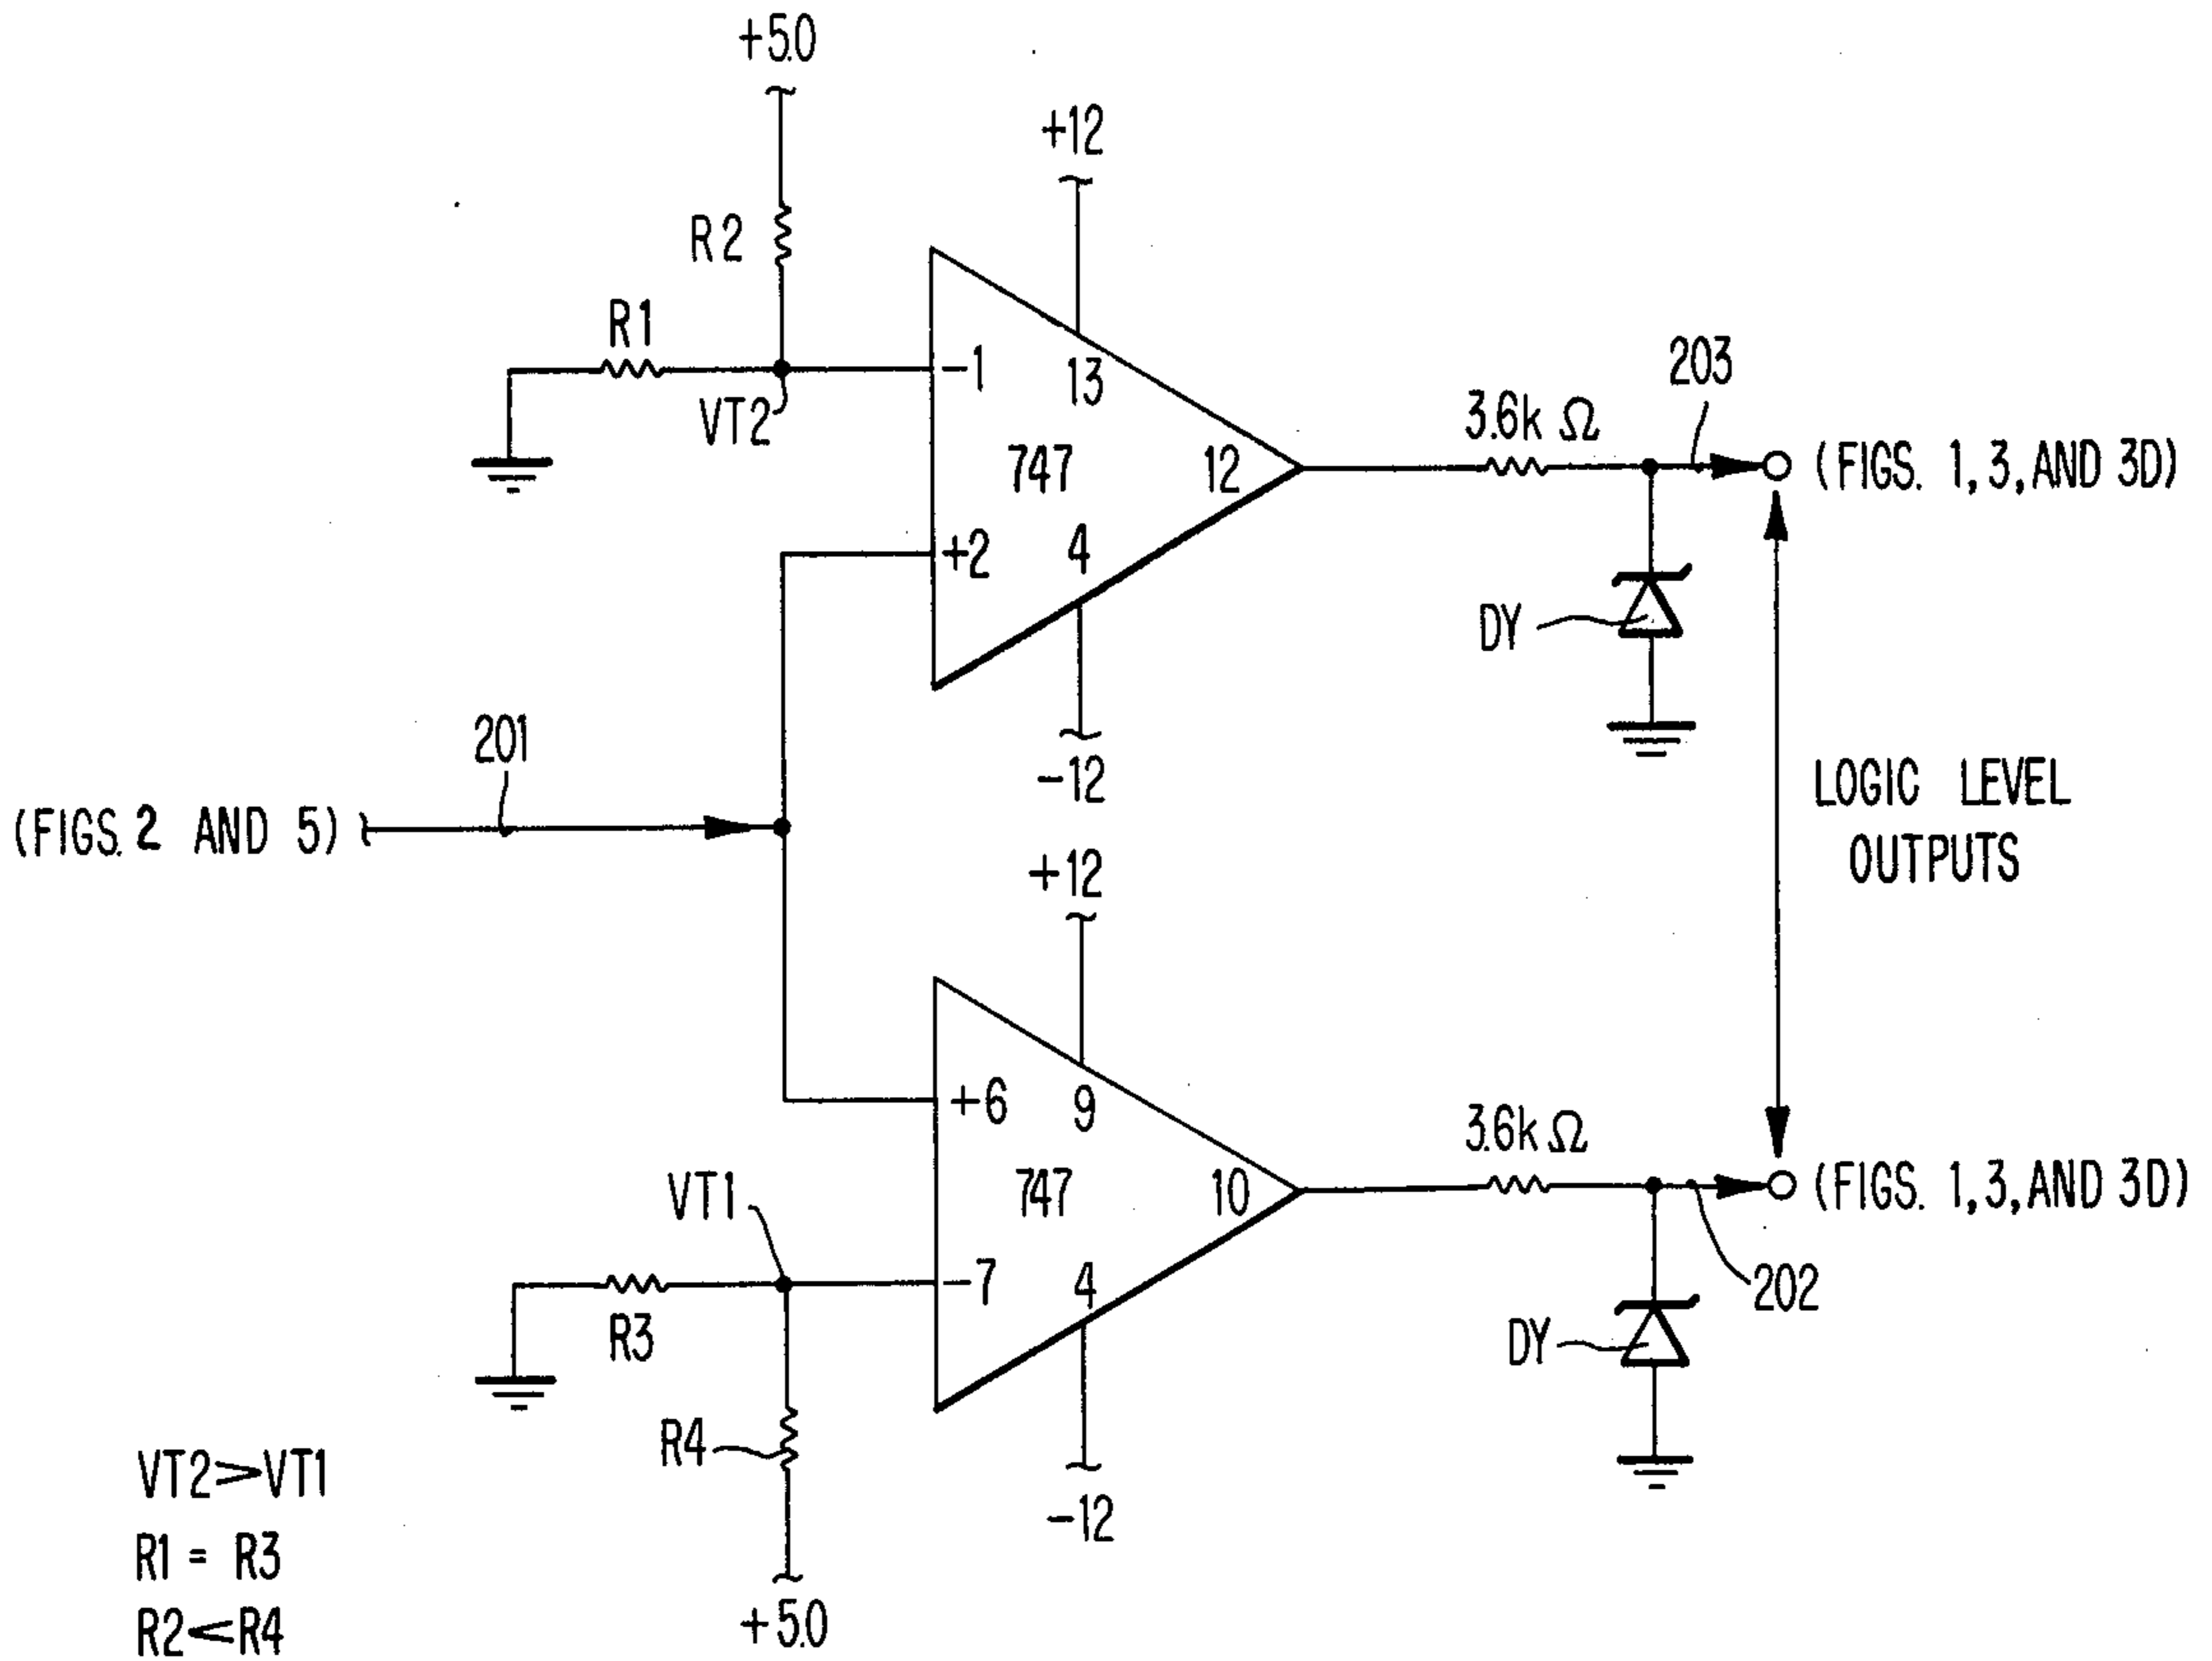 +5.0
+12
R2
R1
-1
13
VT2
747
12
3.6k Ω
203
(FIGS. 1,3,AND 3D)
+2
4
DY
-12
201
(FIGS. 2 AND 5)
LOGIC LEVEL
OUTPUTS
+12
+6
9
3.6k Ω
VT1
747
10
(FIGS. 1,3,AND 3D)
-7
4
202
R3
DY
R4
-12
+5.0
VT2>VT1
R1 = R3
R2<R4